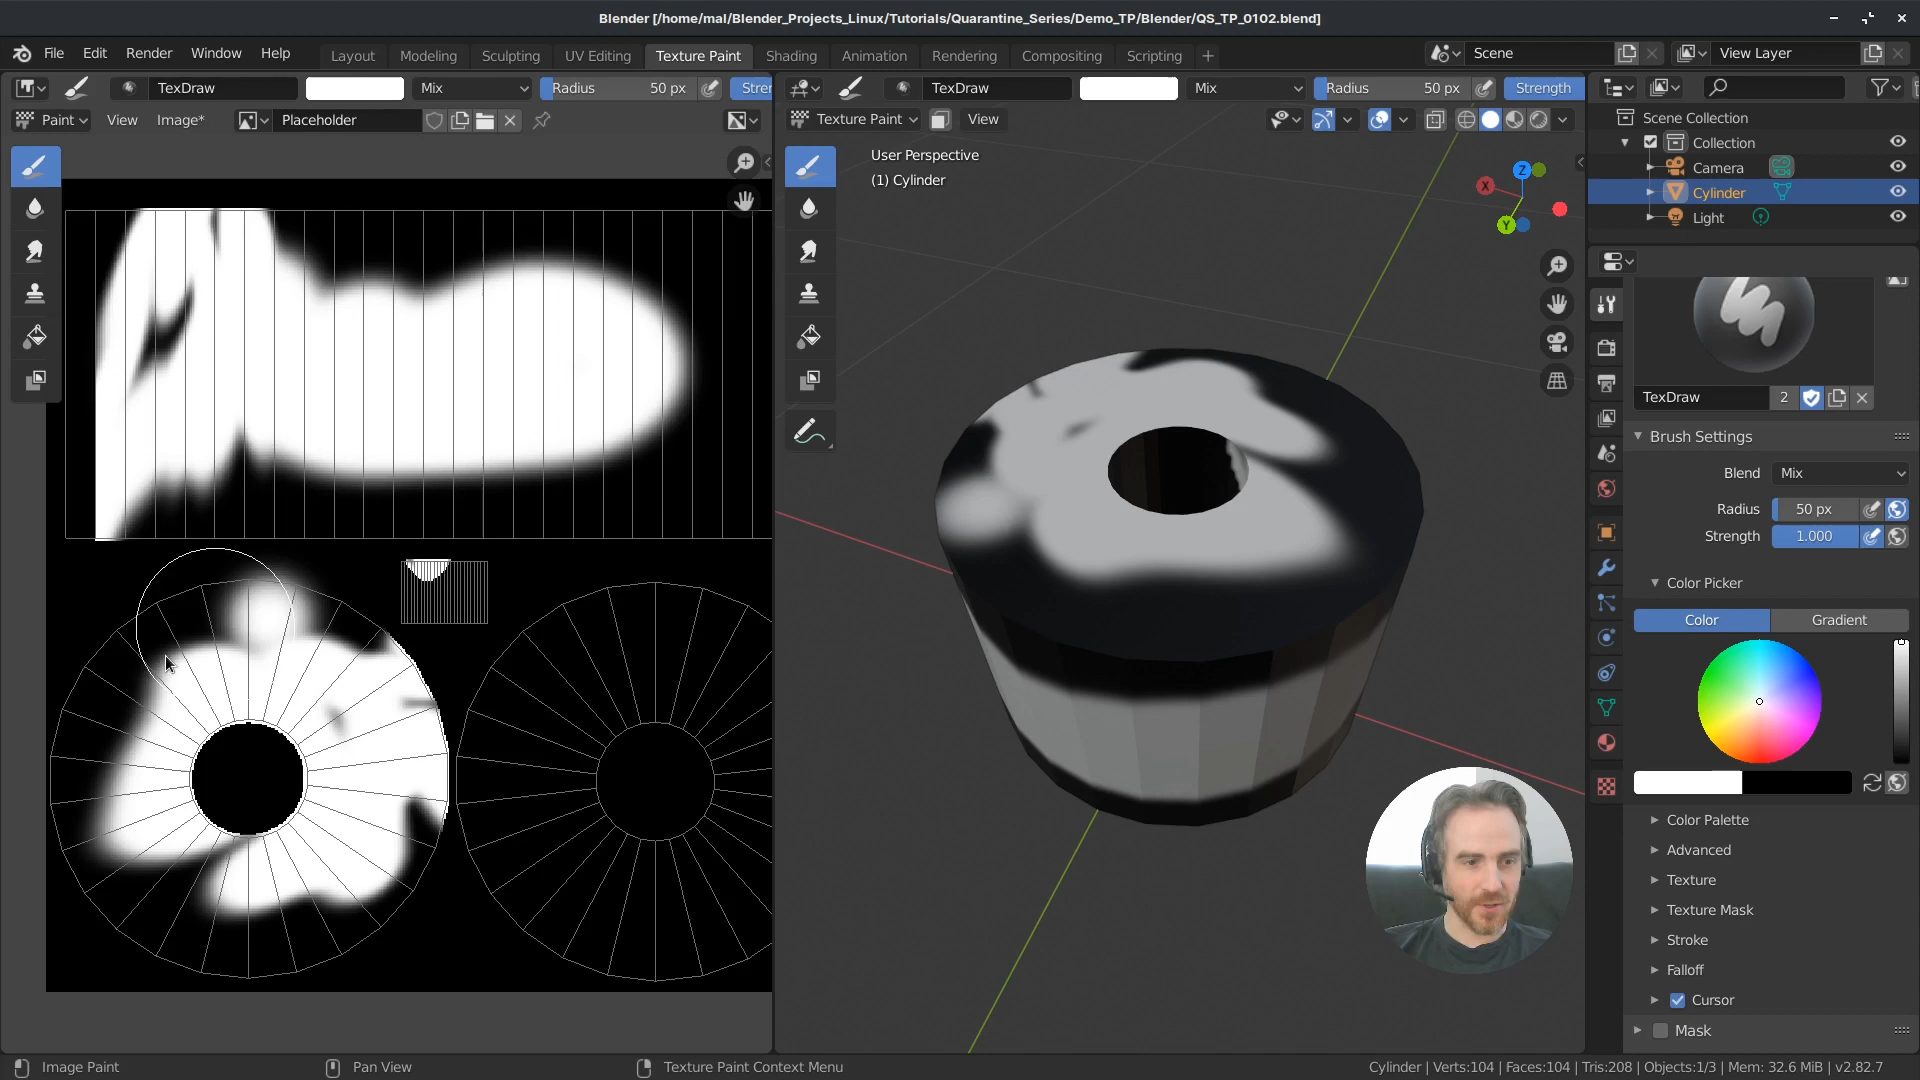 Blender [/home/mal/Blender_Projects_Linux/Tutorials/Quarantine_Series/Demo_TP/Blender/QS_TP_0102.blend]
File Edit Render Window Help Layout Modeling Sculpting UV Editing Texture Paint Shading Animation Rendering Compositing Scripting + Scene View Layer
TexDraw Mix Radius 50 px Strer TexDraw Mix Radius 50 px Strength
Paint View Image* Placeholder Texture Paint View
User Perspective
(1) Cylinder
X
Y
Z
Scene Collection
Collection
Camera
Cylinder
Light
TexDraw 2
Brush Settings
Blend Mix
Radius 50 px
Strength 1.000
Color Picker
Color Gradient
Color Palette
Advanced
Texture
Texture Mask
Stroke
Falloff
Cursor
Mask
Image Paint Pan View Texture Paint Context Menu Cylinder | Verts:104 | Faces:104 | Tris:208 | Objects:1/3 | Mem: 32.6 MiB | v2.82.7